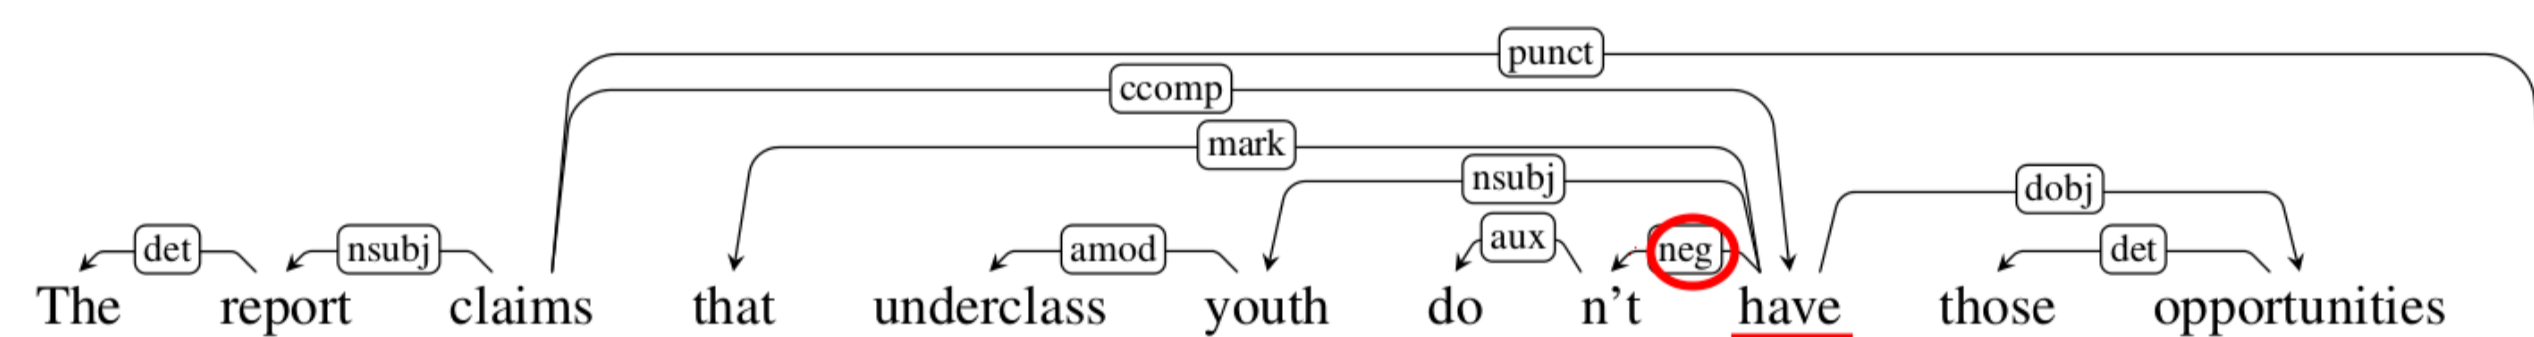 punct
ccomp
mark
nsubj
dobj
det
nsubj
amod
aux
neg
det
The report claims that underclass youth do n’t have those opportunities